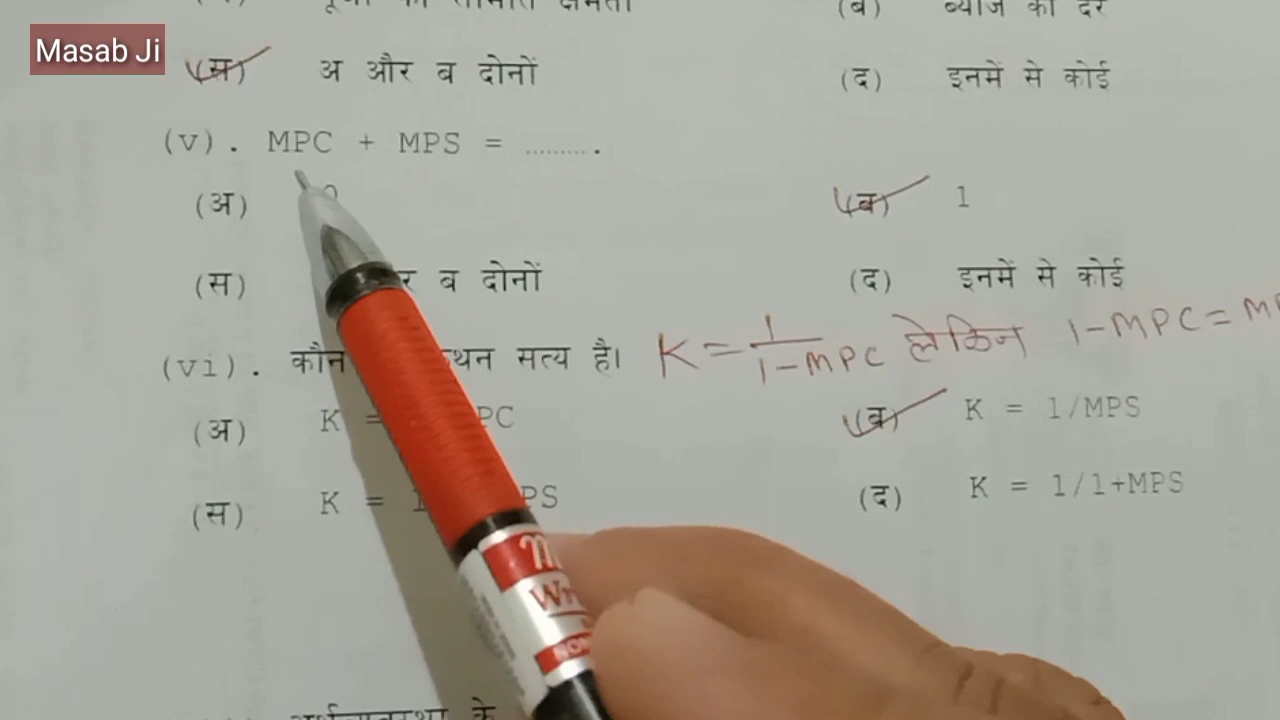 Masab Ji
(ब) ब्याज की दर
(स) अ और ब दोनों (द) इनमें से कोई
(v). MPC + MPS = .........
(अ) (ब) 1
(स) ब दोनों (द) इनमें से कोई
(vi). कौन सत्य है। K = 1/1-MPC लेकिन 1-MPC =
(अ) K = (ब) K = 1/MPS
(स) K = (द) K = 1/1+MPS